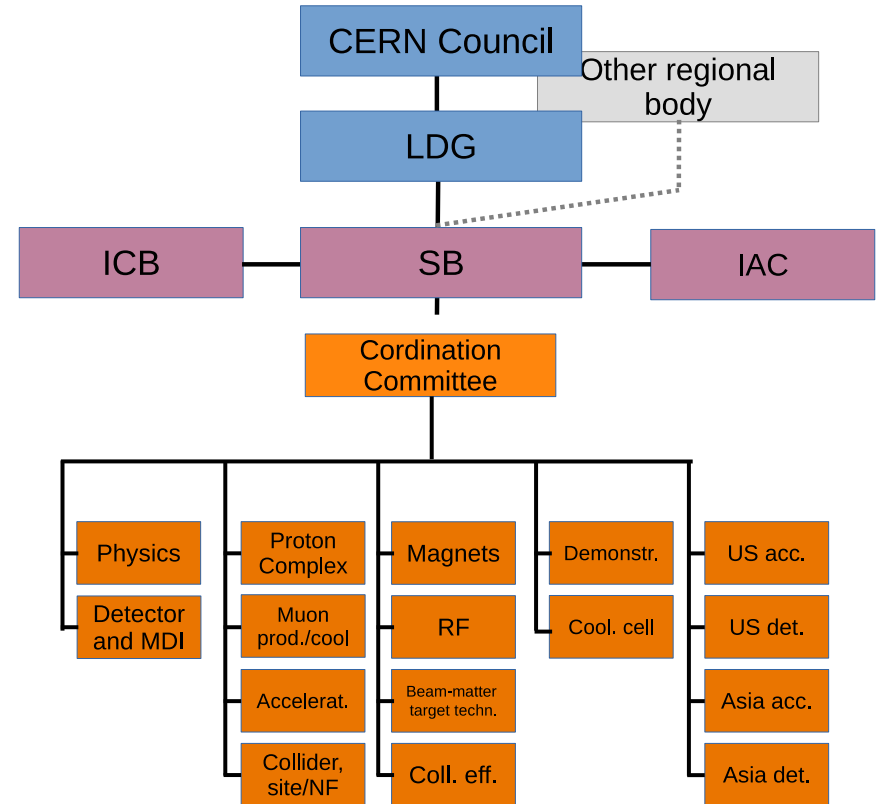 CERN Council
Other regional
body
LDG
ICB
SB
IAC
Cordination
Committee
Physics
Detector
and MDI
Proton
Complex
Muon
prod./cool
Accelerat.
Collider,
site/NF
Magnets
RF
Beam-matter
target techn.
Coll. eff.
Demonstr.
Cool. cell
US acc.
US det.
Asia acc.
Asia det.